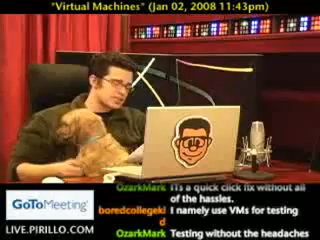 "Virtual Machines" (Jan 02, 2008 11:43pm)
OzarkMark ITs a quick click fix without all
of the hassles.
boredcollegeki I namely use VMs for testing
d
OzarkMark Testing without the headaches
GoToMeeting
LIVE.PIRILLO.COM